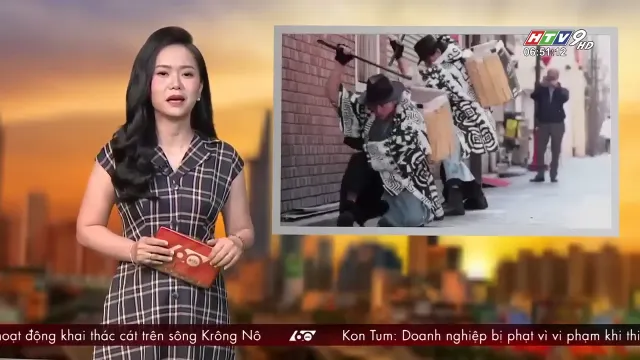 HTV9 HD
06:51:12
hoạt động khai thác cát trên sông Krông Nô
Kon Tum: Doanh nghiệp bị phạt vì vi phạm khi thi